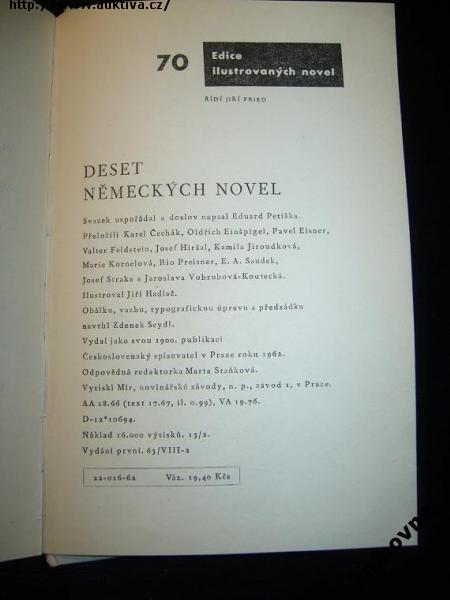 http://www.auktiva.cz/
70
Edice
ilustrovaných novel
ŘÍDÍ JIŘÍ FRIED
DESET
NĚMECKÝCH NOVEL
Svazek uspořádal a doslov napsal Eduard Petiška.
Přeložili Karel Čechák, Oldřich Einšpigel, Pavel Eisner,
Valter Feldstein, Josef Hiršal, Kamila Jiroudková,
Marie Kornelová, Rio Preisner, E. A. Saudek,
Josef Straka a Jaroslava Vobrubová-Koutecká.
Ilustroval Jiří Hadlač.
Obálku, vazbu, typografickou úpravu a předsádku
navrhl Zdenek Seydl.
Vydal jako svou 1900. publikaci
Československý spisovatel v Praze roku 1962.
Odpovědná redaktorka Marta Staňková.
Vytiskl Mír, novinářské závody, n. p., závod 1, v Praze.
AA 18.66 (text 17.67, il. 0.99), VA 19.76.
D-12*10694.
Náklad 16.000 výtisků. 13/2.
Vydání první. 63/VIII-2
22-016-62 Váz. 19,40 Kčs
knihovna